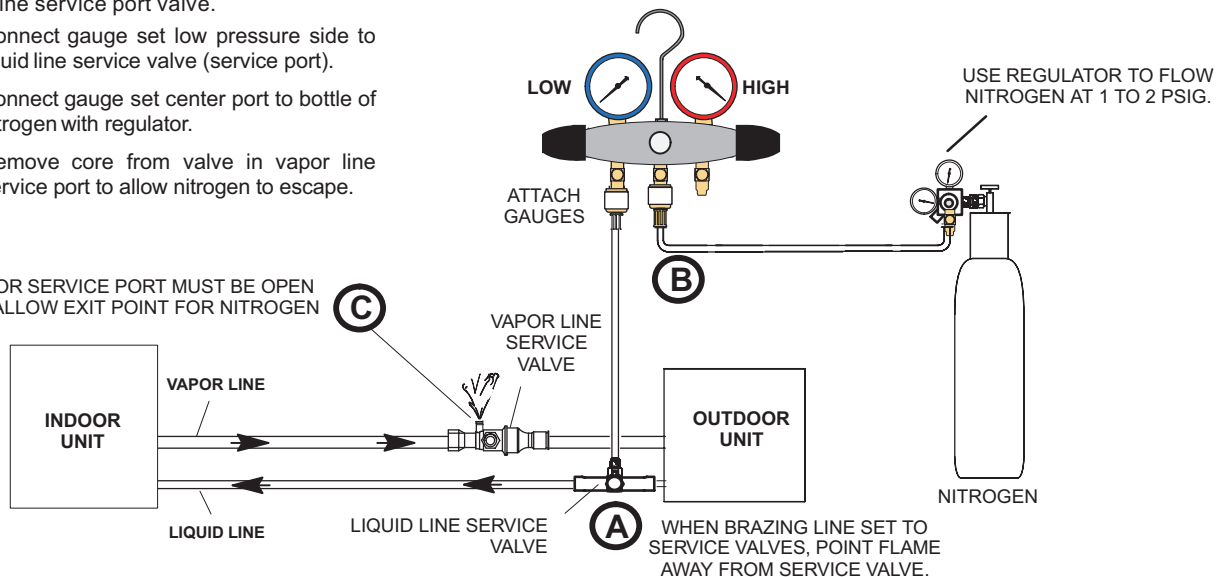 line service port valve.
onnect gauge set low pressure side to
quid line service valve (service port).
onnect gauge set center port to bottle of
trogen with regulator.
emove core from valve in vapor line
ervice port to allow nitrogen to escape.
LOW
HIGH
USE REGULATOR TO FLOW
NITROGEN AT 1 TO 2 PSIG.
ATTACH
GAUGES
B
OR SERVICE PORT MUST BE OPEN
ALLOW EXIT POINT FOR NITROGEN
C
VAPOR LINE
SERVICE
VALVE
VAPOR LINE
INDOOR
UNIT
OUTDOOR
UNIT
NITROGEN
LIQUID LINE
LIQUID LINE SERVICE
VALVE
A
WHEN BRAZING LINE SET TO
SERVICE VALVES, POINT FLAME
AWAY FROM SERVICE VALVE.